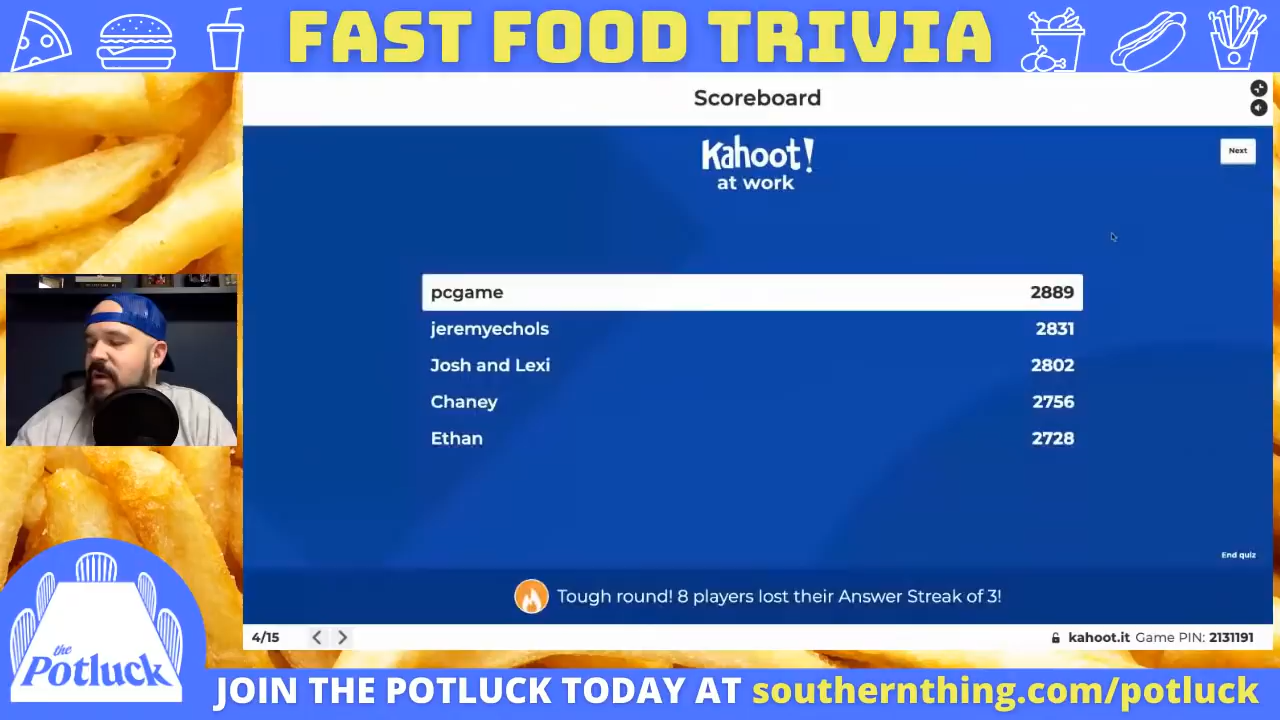 FAST FOOD TRIVIA
Scoreboard
Kahoot!
at work
Next
pcgame 2889
jeremyechols 2831
Josh and Lexi 2802
Chaney 2756
Ethan 2728
End quiz
Tough round! 8 players lost their Answer Streak of 3!
4/15
kahoot.it Game PIN: 2131191
the
Potluck
JOIN THE POTLUCK TODAY AT southernthing.com/potluck